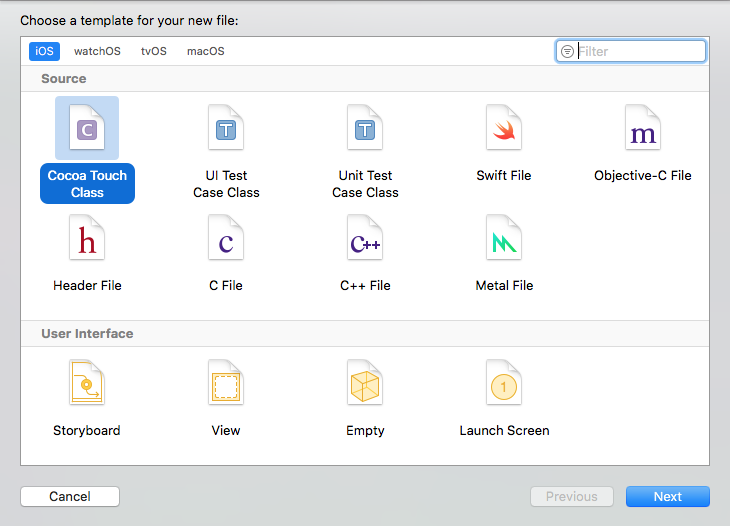 Choose a template for your new file:
iOS watchOS tvOS macOS Filter
Source
C T T m
Cocoa Touch
Class
UI Test
Case Class
Unit Test
Case Class
Swift File
Objective-C File
h c c++
Header File
C File
C++ File
Metal File
User Interface
1
Storyboard
View
Empty
Launch Screen
Cancel
Previous
Next